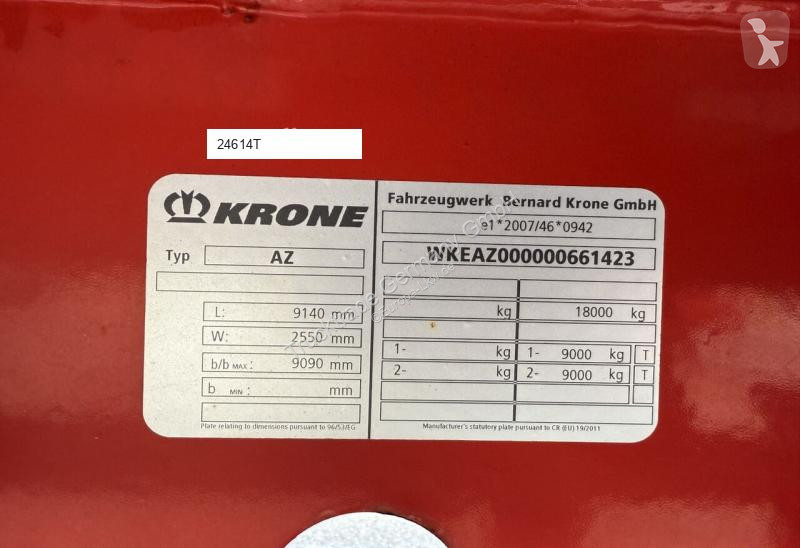 24614T
KRONE
Typ AZ
L: 9140 mm
W: 2550 mm
b/b MAX: 9090 mm
b MIN: mm
Plate relating to dimensions pursuant to 96/53/EG
Fahrzeugwerk Bernard Krone GmbH
e1*2007/46*0942
WKEAZ000000661423
kg 18000 kg
1- kg 1- 9000 kg T
2- kg 2- 9000 kg T
Manufacturer's statutory plate pursuant to CR (EU) 19/2011